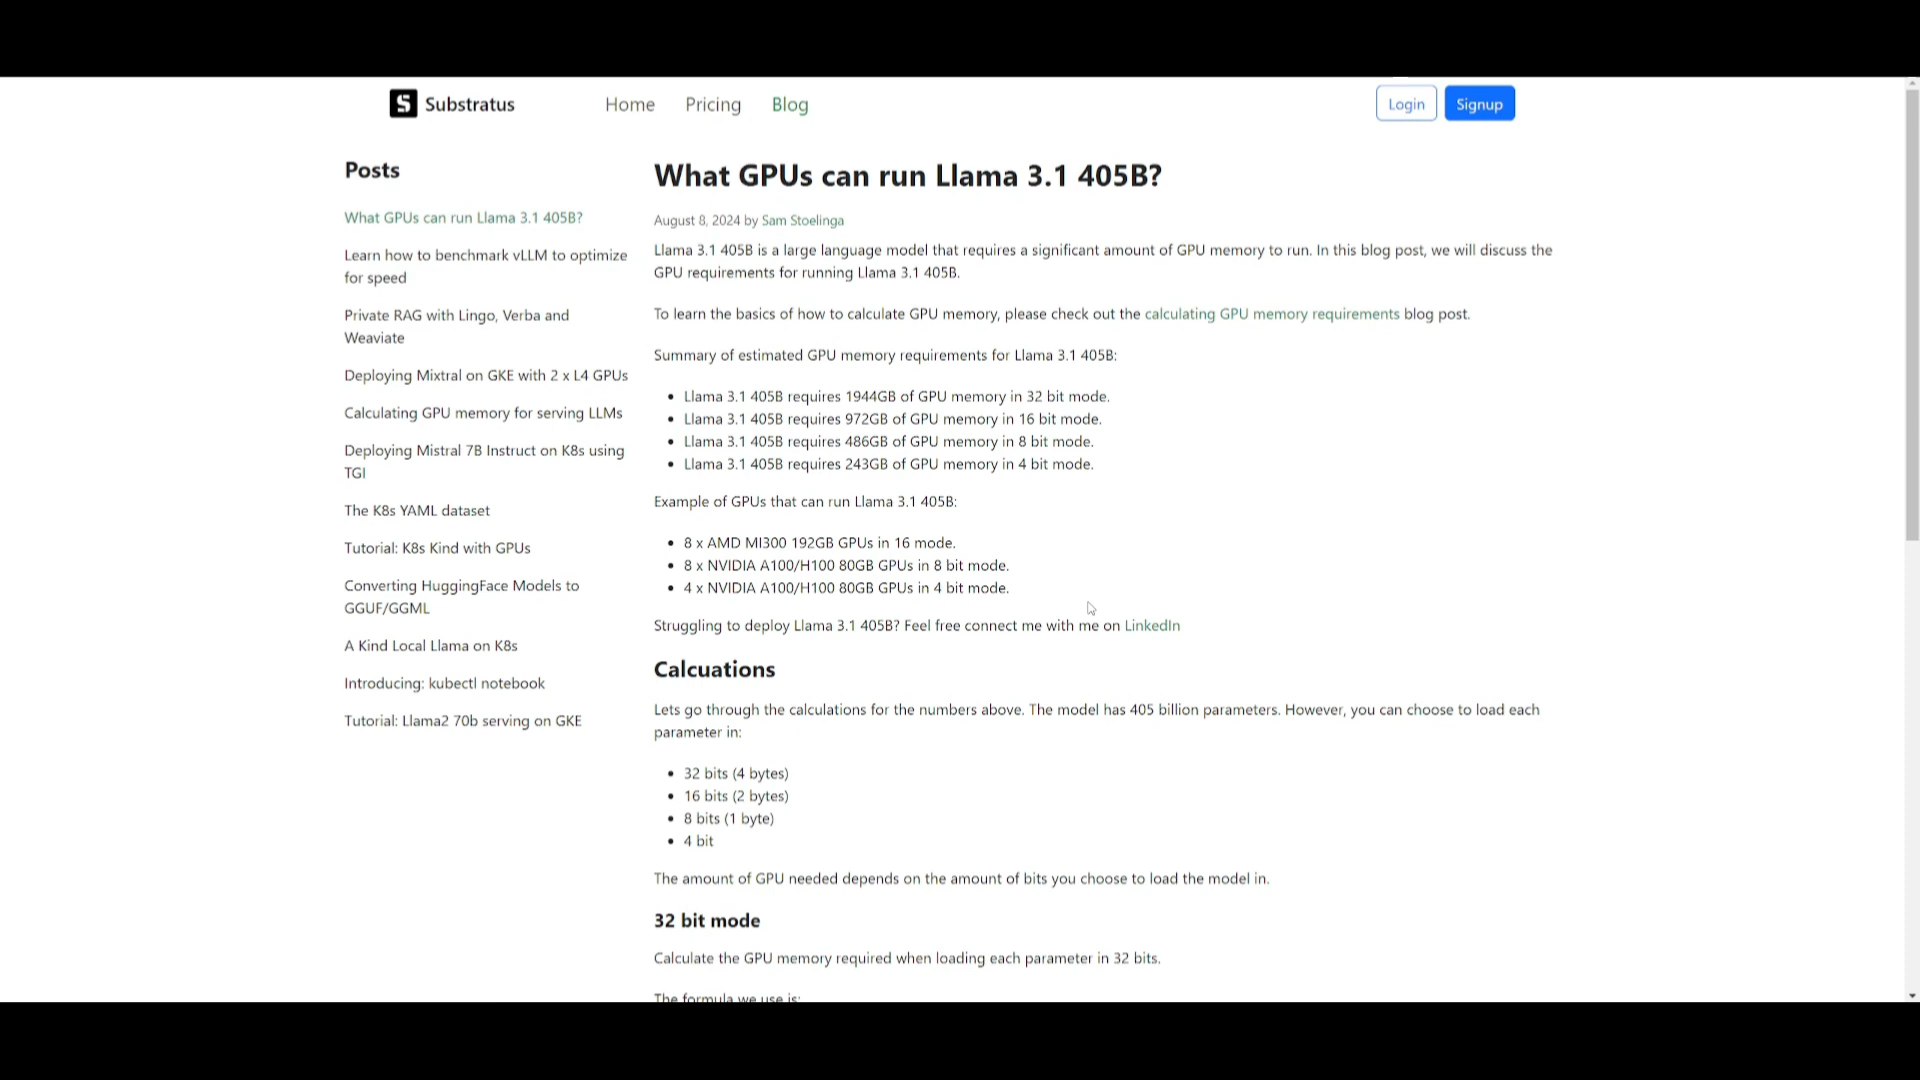 Substratus
Home
Pricing
Blog
Login
Signup
Posts
What GPUs can run Llama 3.1 405B?
Learn how to benchmark vLLM to optimize
for speed
Private RAG with Lingo, Verba and
Weaviate
Deploying Mixtral on GKE with 2 x L4 GPUs
Calculating GPU memory for serving LLMs
Deploying Mistral 7B Instruct on K8s using
TGI
The K8s YAML dataset
Tutorial: K8s Kind with GPUs
Converting HuggingFace Models to
GGUF/GGML
A Kind Local Llama on K8s
Introducing: kubectl notebook
Tutorial: Llama2 70b serving on GKE
What GPUs can run Llama 3.1 405B?
August 8, 2024 by Sam Stoelinga
Llama 3.1 405B is a large language model that requires a significant amount of GPU memory to run. In this blog post, we will discuss the
GPU requirements for running Llama 3.1 405B.
To learn the basics of how to calculate GPU memory, please check out the calculating GPU memory requirements blog post.
Summary of estimated GPU memory requirements for Llama 3.1 405B:
• Llama 3.1 405B requires 1944GB of GPU memory in 32 bit mode.
• Llama 3.1 405B requires 972GB of GPU memory in 16 bit mode.
• Llama 3.1 405B requires 486GB of GPU memory in 8 bit mode.
• Llama 3.1 405B requires 243GB of GPU memory in 4 bit mode.
Example of GPUs that can run Llama 3.1 405B:
• 8 x AMD MI300 192GB GPUs in 16 mode.
• 8 x NVIDIA A100/H100 80GB GPUs in 8 bit mode.
• 4 x NVIDIA A100/H100 80GB GPUs in 4 bit mode.
Struggling to deploy Llama 3.1 405B? Feel free connect me with me on LinkedIn
Calcuations
Lets go through the calculations for the numbers above. The model has 405 billion parameters. However, you can choose to load each
parameter in:
• 32 bits (4 bytes)
• 16 bits (2 bytes)
• 8 bits (1 byte)
• 4 bit
The amount of GPU needed depends on the amount of bits you choose to load the model in.
32 bit mode
Calculate the GPU memory required when loading each parameter in 32 bits.
The formula we use is: